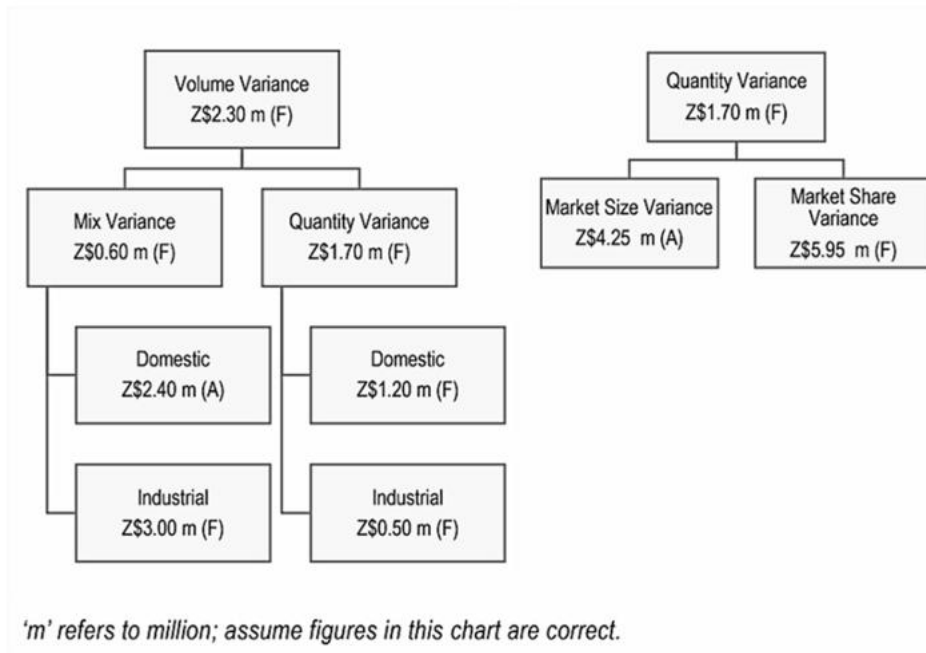 Volume Variance
Z$2.30 m (F)
Mix Variance
Z$0.60 m (F)
Quantity Variance
Z$1.70 m (F)
Domestic
Z$2.40 m (A)
Domestic
Z$1.20 m (F)
Industrial
Z$3.00 m (F)
Industrial
Z$0.50 m (F)
Quantity Variance
Z$1.70 m (F)
Market Size Variance
Z$4.25 m (A)
Market Share
Variance
Z$5.95 m (F)
‘m’ refers to million; assume figures in this chart are correct.